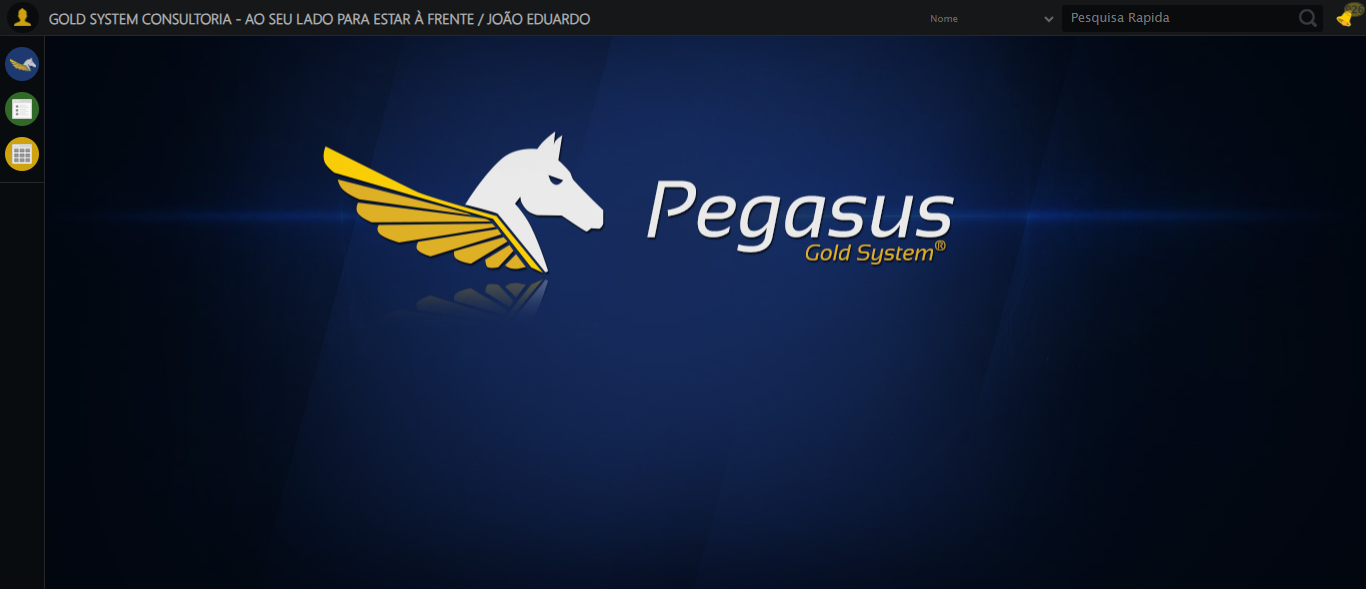 GOLD SYSTEM CONSULTORIA - AO SEU LADO PARA ESTAR À FRENTE / JOÃO EDUARDO
Nome
Pesquisa Rapida
Pegasus
Gold System®